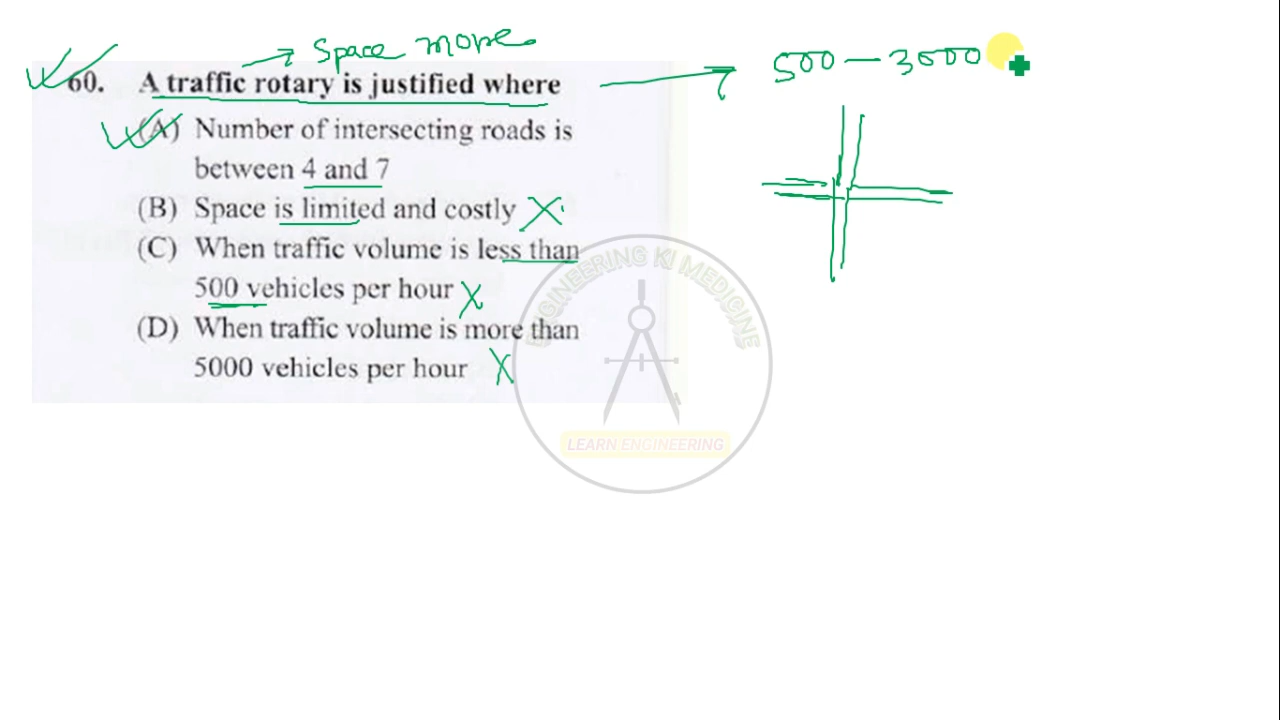 Space more
500 - 3000
60. A traffic rotary is justified where
(A) Number of intersecting roads is
between 4 and 7
(B) Space is limited and costly
(C) When traffic volume is less than
500 vehicles per hour
(D) When traffic volume is more than
5000 vehicles per hour
ENGINEERING KI MEDICINE
LEARN ENGINEERING